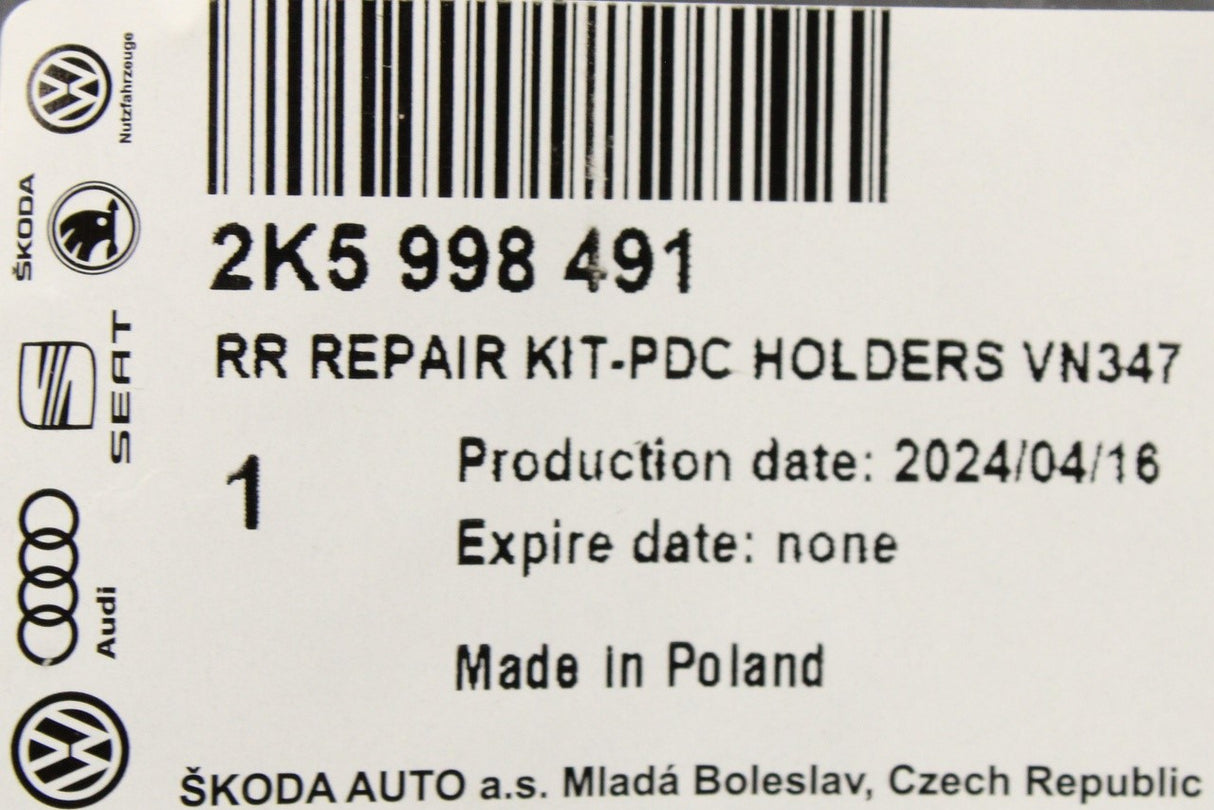 2K5 998 491
RR REPAIR KIT-PDC HOLDERS VN347
1
Production date: 2024/04/16
Expire date: none
Made in Poland
ŠKODA AUTO a.s. Mladá Boleslav, Czech Republic
Nutzfahrzeuge
ŠKODA
SEAT
Audi